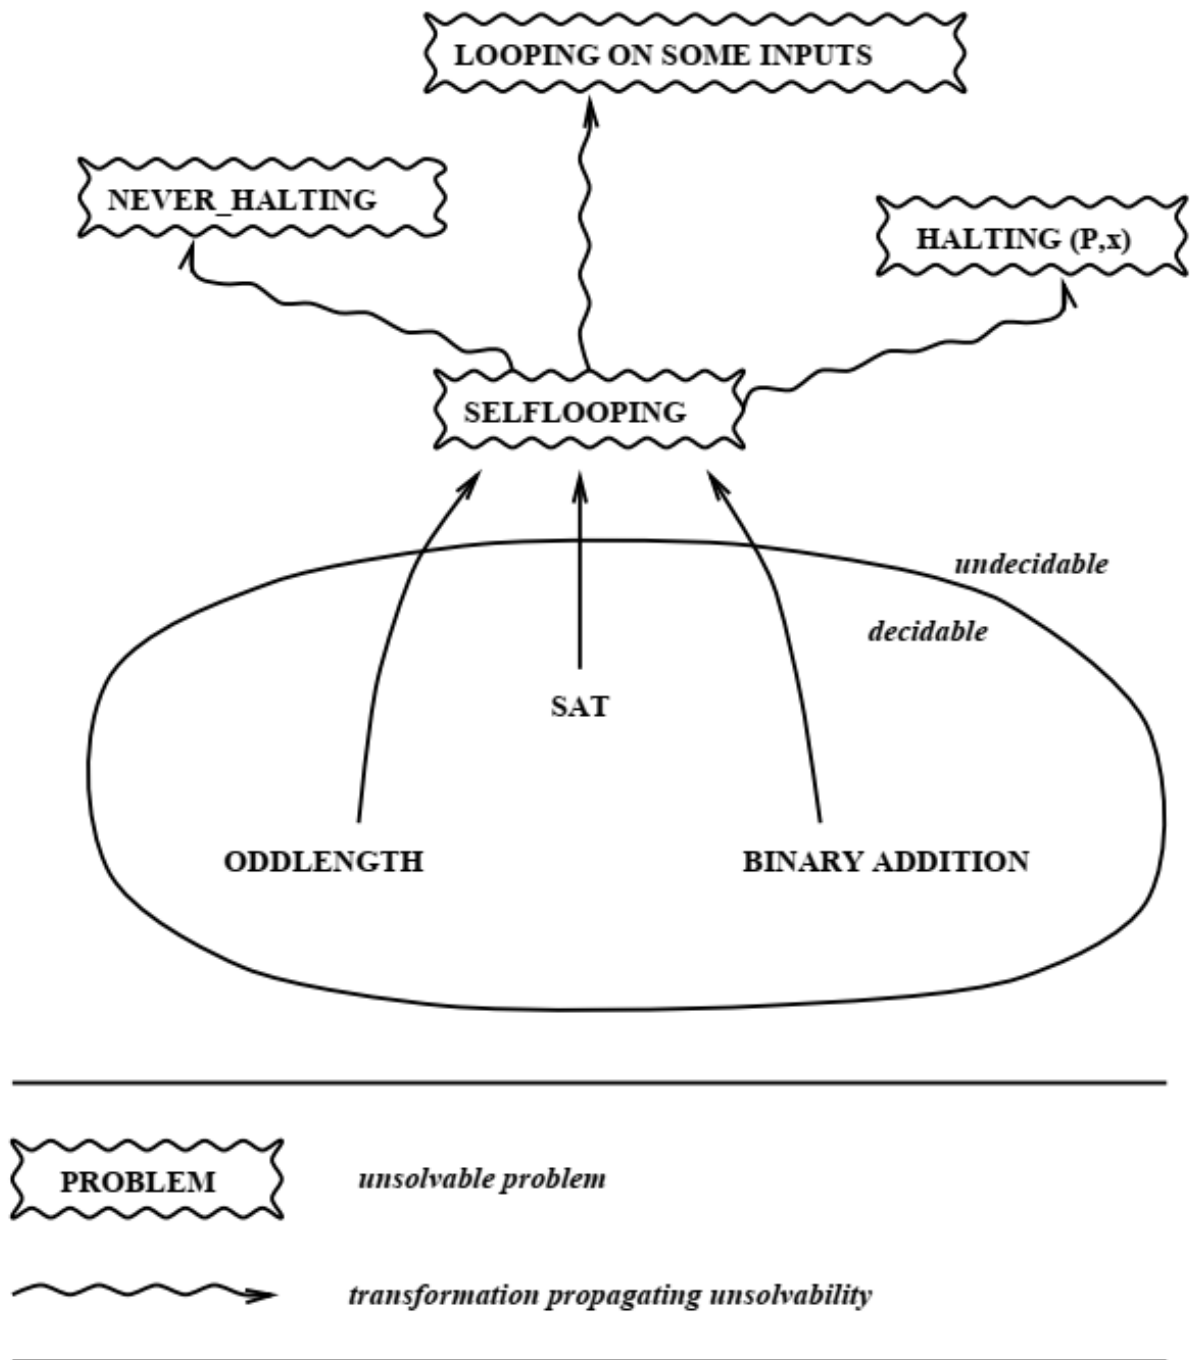 LOOPING ON SOME INPUTS
NEVER_HALTING
HALTING (P,x)
SELFLOOPING
undecidable
decidable
SAT
ODDLENGTH
BINARY ADDITION
PROBLEM
unsolvable problem
transformation propagating unsolvability